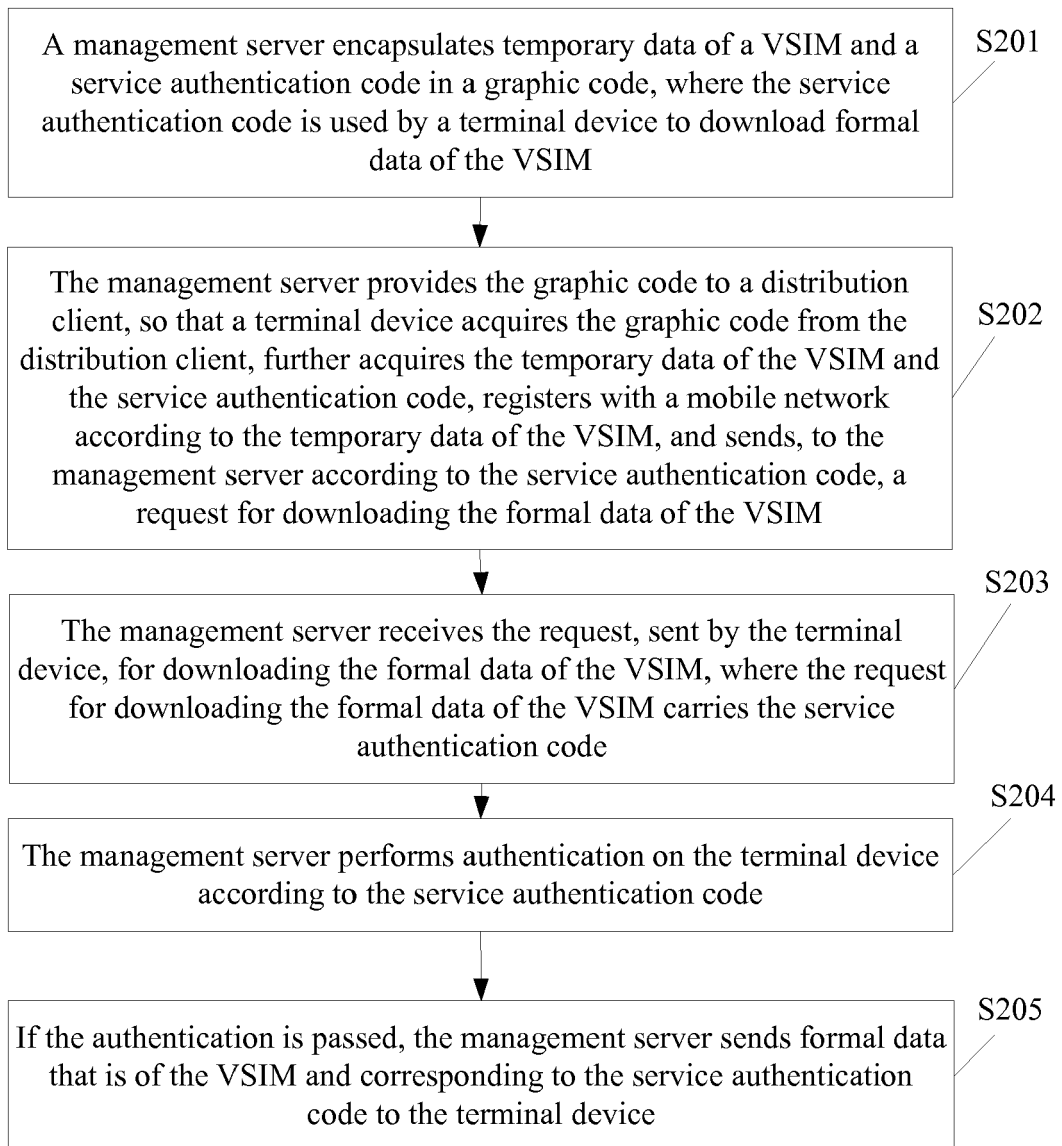 A management server encapsulates temporary data of a VSIM and a
service authentication code in a graphic code, where the service
authentication code is used by a terminal device to download formal
data of the VSIM
S201
The management server provides the graphic code to a distribution
client, so that a terminal device acquires the graphic code from the
distribution client, further acquires the temporary data of the VSIM and
the service authentication code, registers with a mobile network
according to the temporary data of the VSIM, and sends, to the
management server according to the service authentication code, a
request for downloading the formal data of the VSIM
S202
The management server receives the request, sent by the terminal
device, for downloading the formal data of the VSIM, where the request
for downloading the formal data of the VSIM carries the service
authentication code
S203
The management server performs authentication on the terminal device
according to the service authentication code
S204
If the authentication is passed, the management server sends formal data
that is of the VSIM and corresponding to the service authentication
code to the terminal device
S205